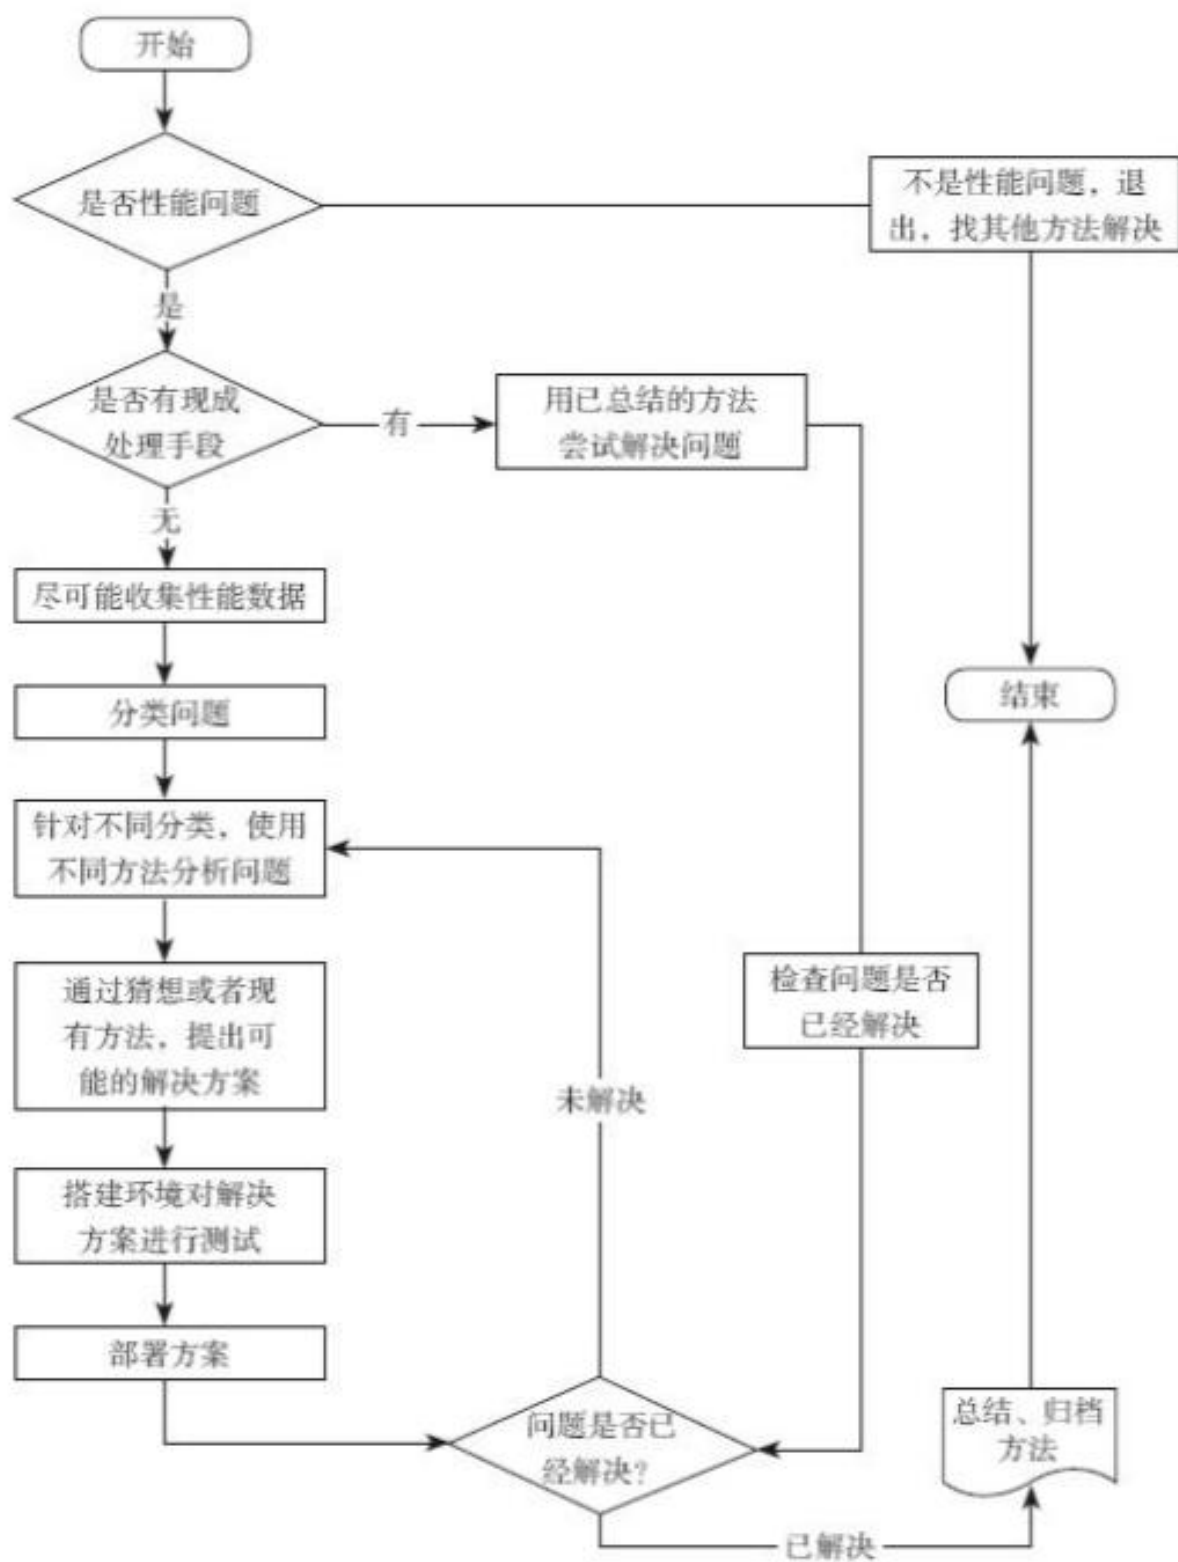 开始
是否性能问题
不是性能问题，退
出，找其他方法解决
是
是否有现成
处理手段
有
用已总结的方法
尝试解决问题
无
尽可能收集性能数据
分类问题
结束
针对不同分类，使用
不同方法分析问题
通过猜想或者现
有方法，提出可
能的解决方案
检查问题是否
已经解决
未解决
搭建环境对解决
方案进行测试
部署方案
问题是否已
经解决？
总结、归档
方法
已解决